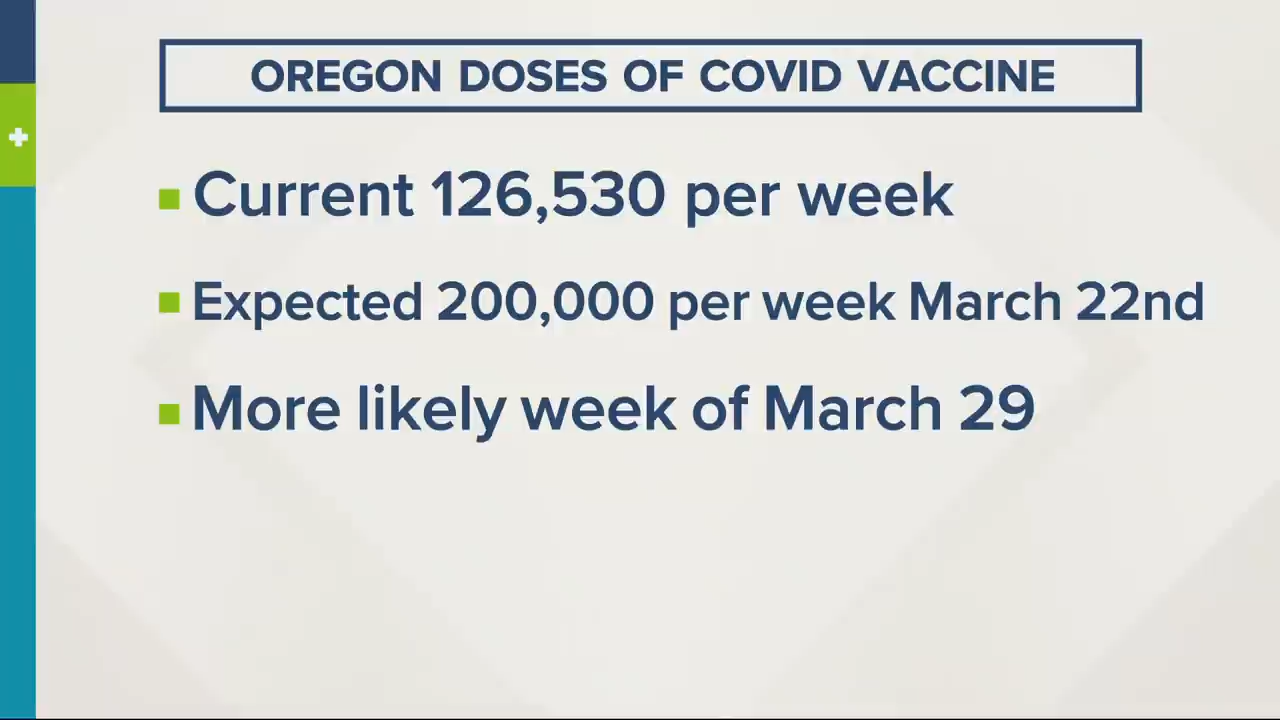 OREGON DOSES OF COVID VACCINE
Current 126,530 per week
Expected 200,000 per week March 22nd
More likely week of March 29